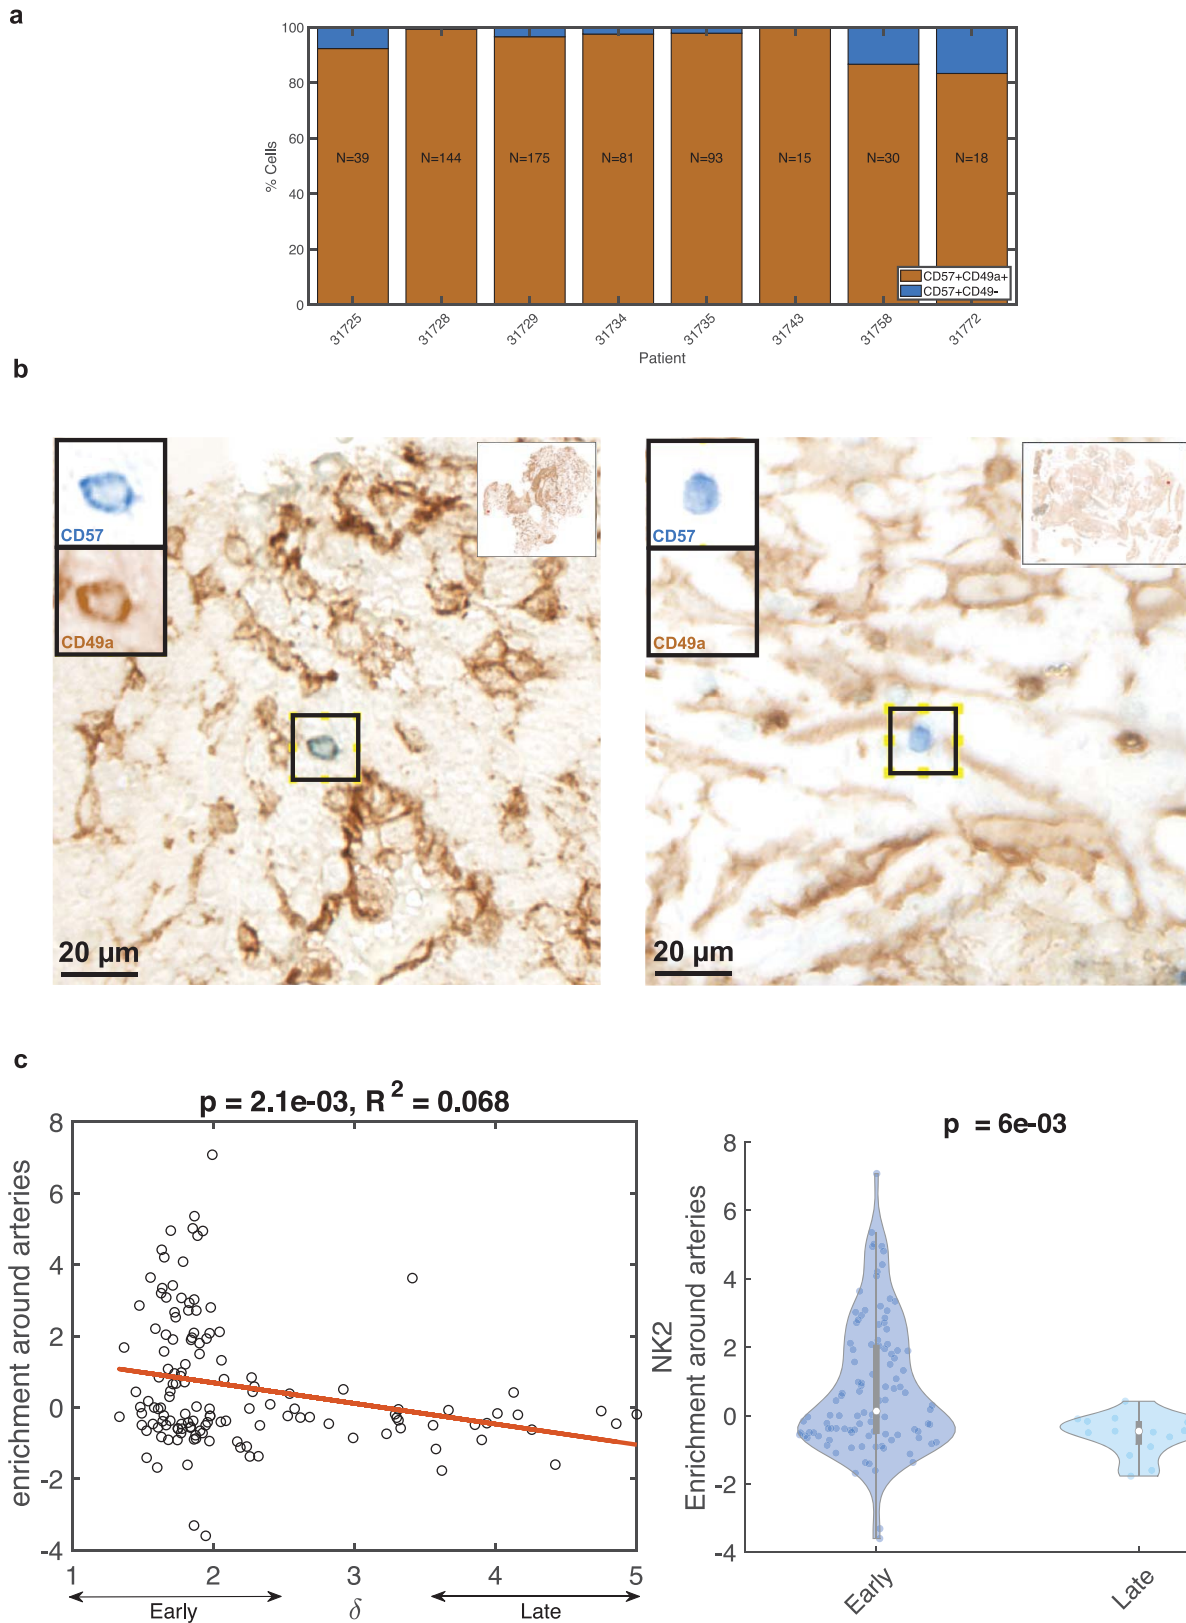 a
100
80
60
40
20
0
% Cells
N=39
N=144
N=175
N=81
N=93
N=15
N=30
N=18
CD57+CD49a+
CD57+CD49-
31725
31728
31729
31734
31735
31743
31758
31772
Patient
b
CD57
CD49a
20 µm
CD57
CD49a
20 µm
c
p = 2.1e-03, R² = 0.068
enrichment around arteries
8
6
4
2
0
-2
-4
1
2
3
4
5
Early
δ
Late
p = 6e-03
NK2
Enrichment around arteries
8
6
4
2
0
-2
-4
Early
Late